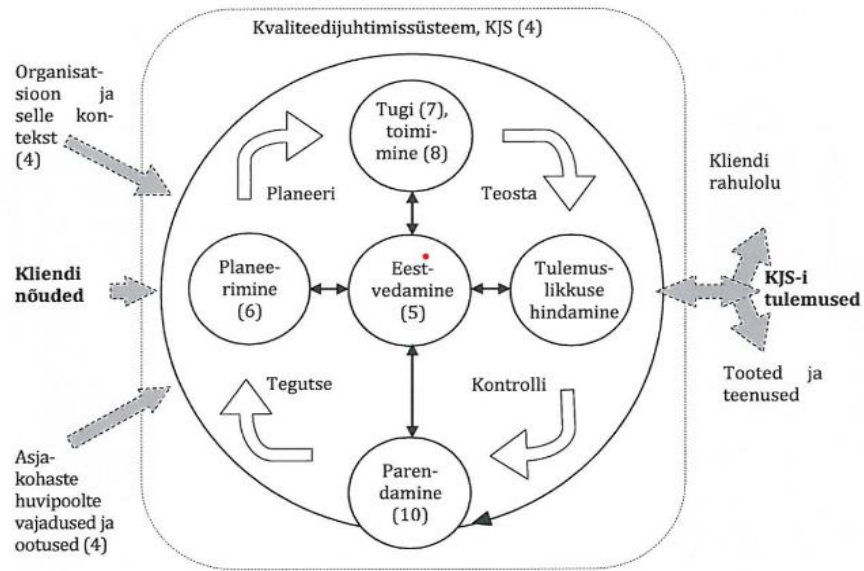 Kvaliteedijuhtimissüsteem, KJS (4)
Organisat-
sioon ja
selle kon-
tekst
(4)
Tugi (7),
toimi-
mine (8)
Planeeri
Teosta
Kliendi
rahulolu
Kliendi
nõuded
Planee-
rimine
(6)
Eest-
vedamine
(5)
Tulemus-
likkuse
hindamine
KJS-i
tulemused
Tegutse
Kontrolli
Tooted ja
teenused
Asja-
kohaste
huvipoolte
vajadused ja
ootused (4)
Paren-
damine
(10)